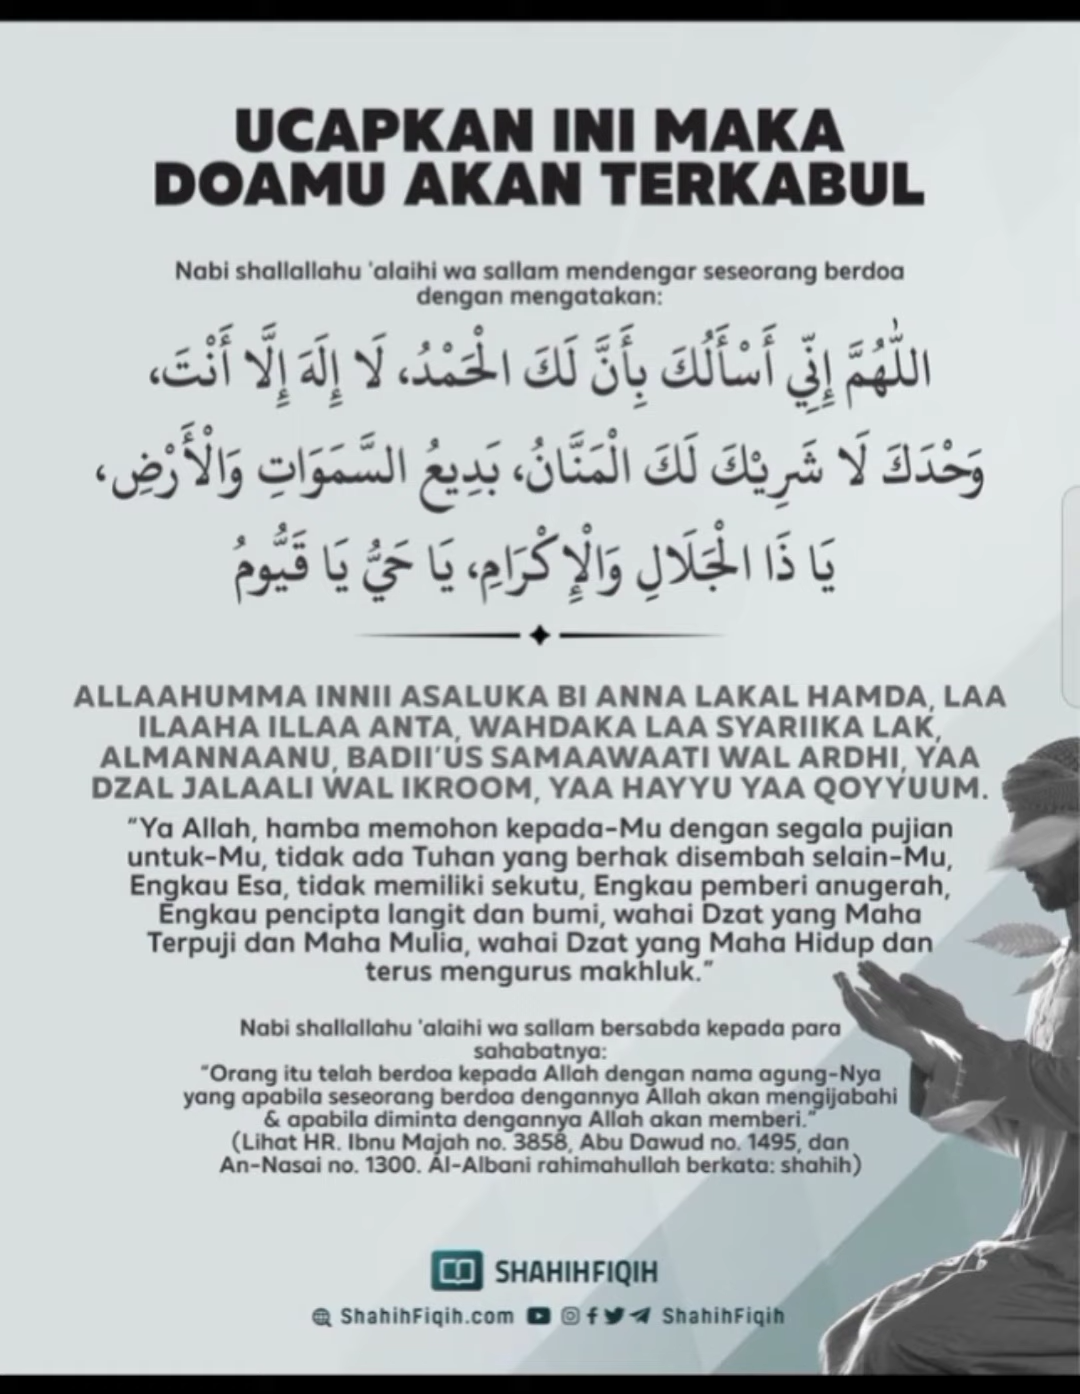 UCAPKAN INI MAKA
DOAMU AKAN TERKABUL
Nabi shallallahu 'alaihi wa sallam mendengar seseorang berdoa
dengan mengatakan:
اللّٰهُمَّ إِنِّي أَسْأَلُكَ بِأَنَّ لَكَ الْحَمْدُ، لَا إِلَهَ إِلَّا أَنْتَ،
وَحْدَكَ لَا شَرِيْكَ لَكَ الْمَنَّانُ، بَدِيعُ السَّمَوَاتِ وَالْأَرْضِ،
يَا ذَا الْجَلَالِ وَالْإِكْرَامِ، يَا حَيُّ يَا قَيُّومُ
ALLAAHUMMA INNII ASALUKA BI ANNA LAKAL HAMDA, LAA
ILAAHA ILLAA ANTA, WAHDAKA LAA SYARIIKA LAK,
ALMANNAANU, BADII'US SAMAAWAATI WAL ARDHI, YAA
DZAL JALAALI WAL IKROOM, YAA HAYYU YAA QOYYUUM.
"Ya Allah, hamba memohon kepada-Mu dengan segala pujian
untuk-Mu, tidak ada Tuhan yang berhak disembah selain-Mu,
Engkau Esa, tidak memiliki sekutu, Engkau pemberi anugerah,
Engkau pencipta langit dan bumi, wahai Dzat yang Maha
Terpuji dan Maha Mulia, wahai Dzat yang Maha Hidup dan
terus mengurus makhluk."
Nabi shallallahu 'alaihi wa sallam bersabda kepada para
sahabatnya:
"Orang itu telah berdoa kepada Allah dengan nama agung-Nya
yang apabila seseorang berdoa dengannya Allah akan mengijabahi
& apabila diminta dengannya Allah akan memberi."
(Lihat HR. Ibnu Majah no. 3858, Abu Dawud no. 1495, dan
An-Nasai no. 1300. Al-Albani rahimahullah berkata: shahih)
SHAHIHFIQIH
ShahihFiqih.com ShahihFiqih